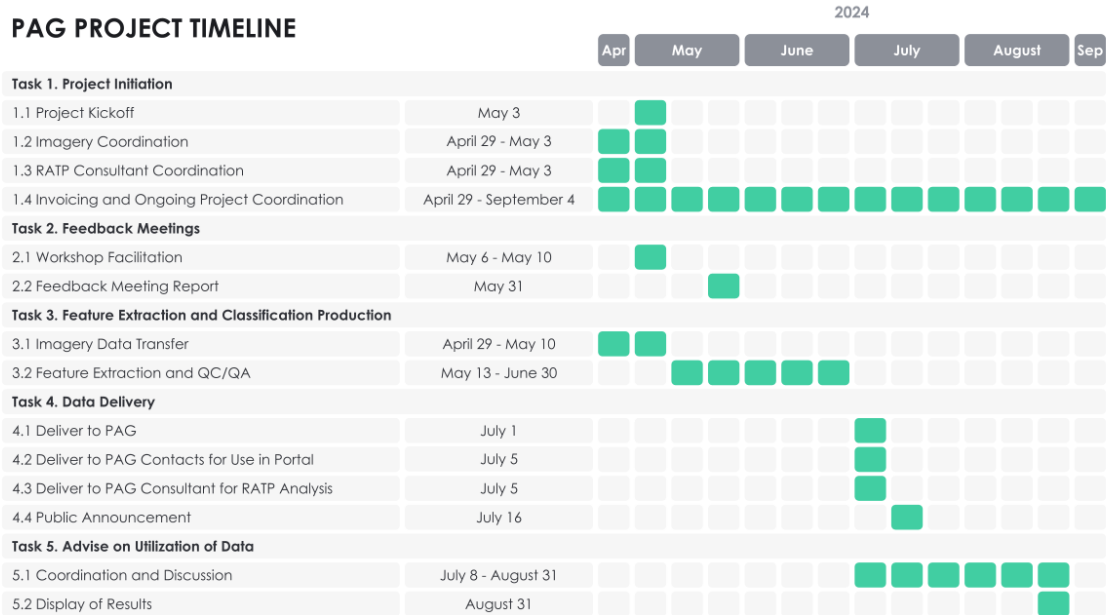 2024
PAG PROJECT TIMELINE
Apr May June July August Sep
Task 1. Project Initiation
1.1 Project Kickoff May 3
1.2 Imagery Coordination April 29 - May 3
1.3 RATP Consultant Coordination April 29 - May 3
1.4 Invoicing and Ongoing Project Coordination April 29 - September 4
Task 2. Feedback Meetings
2.1 Workshop Facilitation May 6 - May 10
2.2 Feedback Meeting Report May 31
Task 3. Feature Extraction and Classification Production
3.1 Imagery Data Transfer April 29 - May 10
3.2 Feature Extraction and QC/QA May 13 - June 30
Task 4. Data Delivery
4.1 Deliver to PAG July 1
4.2 Deliver to PAG Contacts for Use in Portal July 5
4.3 Deliver to PAG Consultant for RATP Analysis July 5
4.4 Public Announcement July 16
Task 5. Advise on Utilization of Data
5.1 Coordination and Discussion July 8 - August 31
5.2 Display of Results August 31